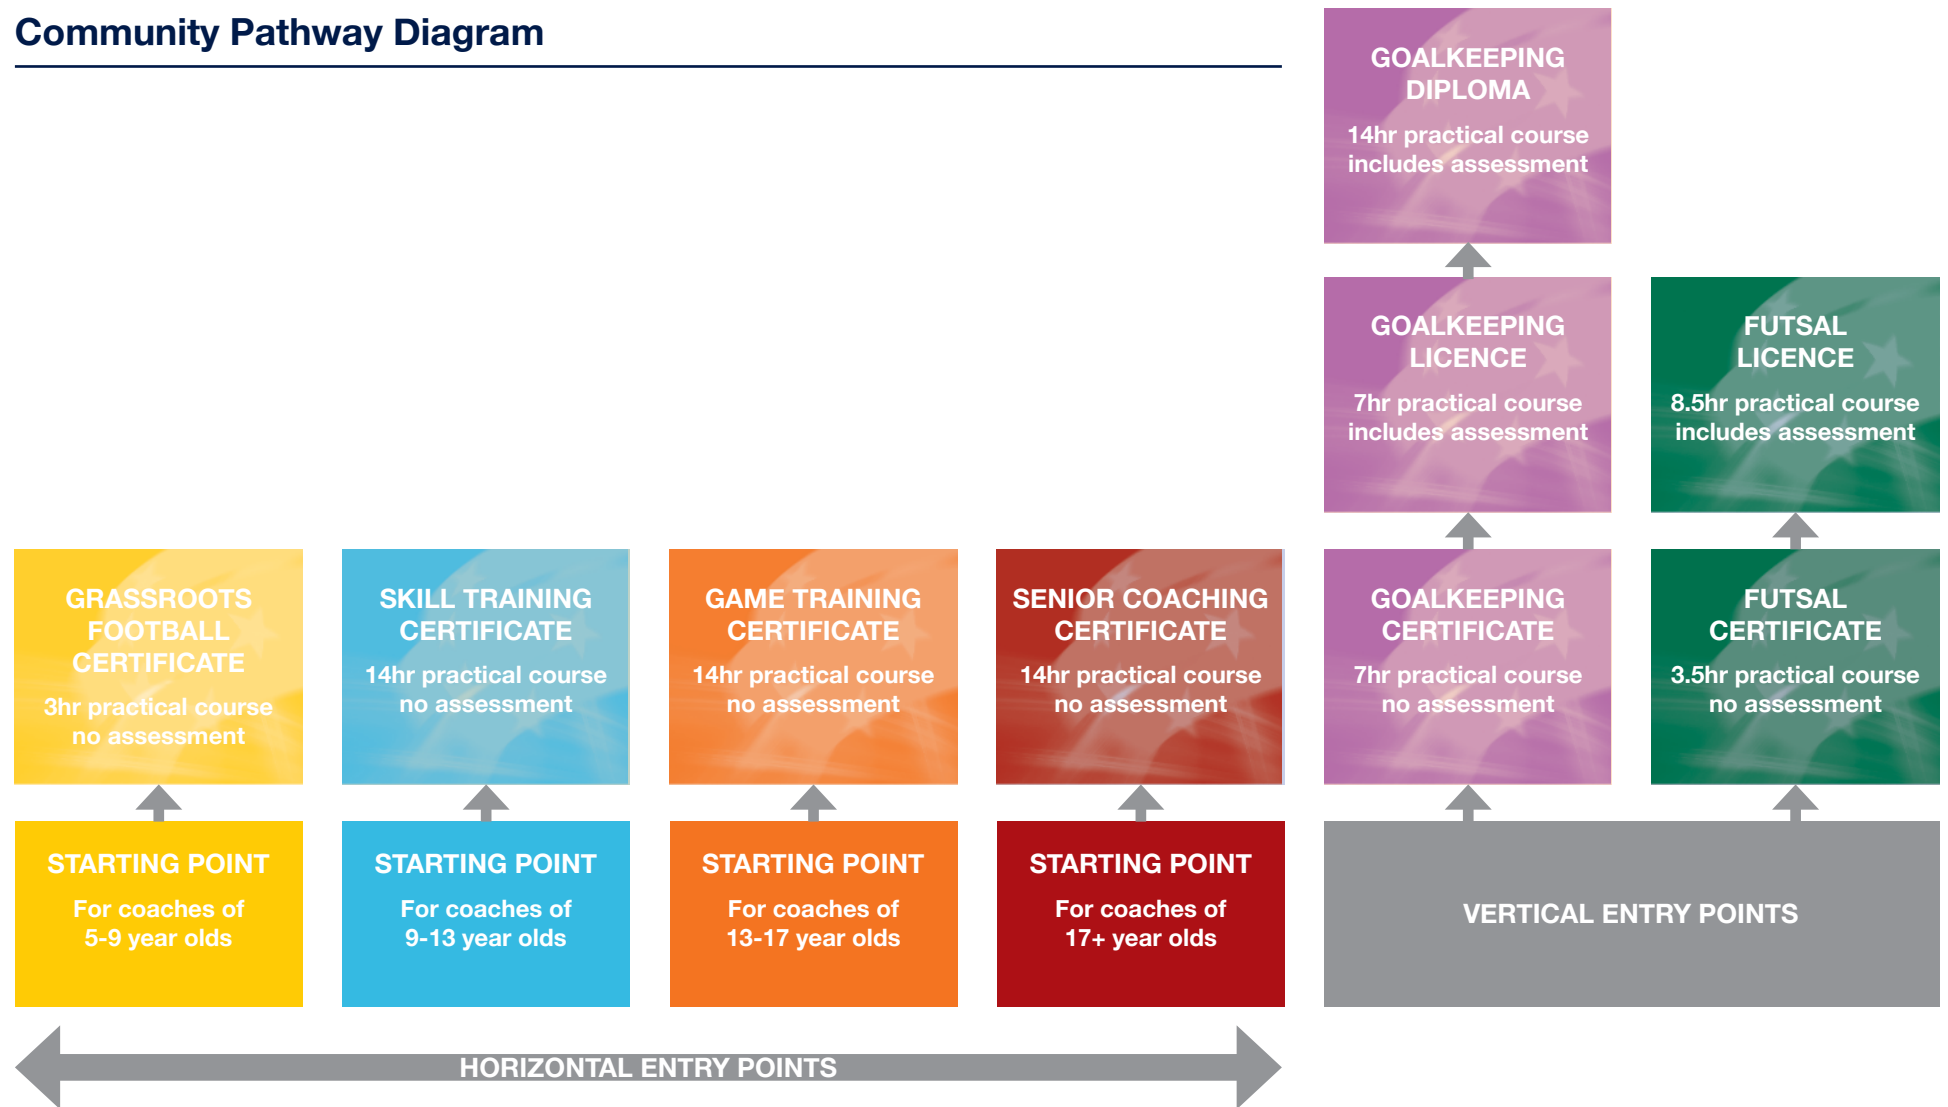 Community Pathway Diagram
GOALKEEPING
DIPLOMA
14hr practical course
includes assessment
GOALKEEPING
LICENCE
7hr practical course
includes assessment
FUTSAL
LICENCE
8.5hr practical course
includes assessment
GRASSROOTS
FOOTBALL
CERTIFICATE
3hr practical course
no assessment
SKILL TRAINING
CERTIFICATE
14hr practical course
no assessment
GAME TRAINING
CERTIFICATE
14hr practical course
no assessment
SENIOR COACHING
CERTIFICATE
14hr practical course
no assessment
GOALKEEPING
CERTIFICATE
7hr practical course
no assessment
FUTSAL
CERTIFICATE
3.5hr practical course
no assessment
STARTING POINT
For coaches of
5-9 year olds
STARTING POINT
For coaches of
9-13 year olds
STARTING POINT
For coaches of
13-17 year olds
STARTING POINT
For coaches of
17+ year olds
VERTICAL ENTRY POINTS
HORIZONTAL ENTRY POINTS